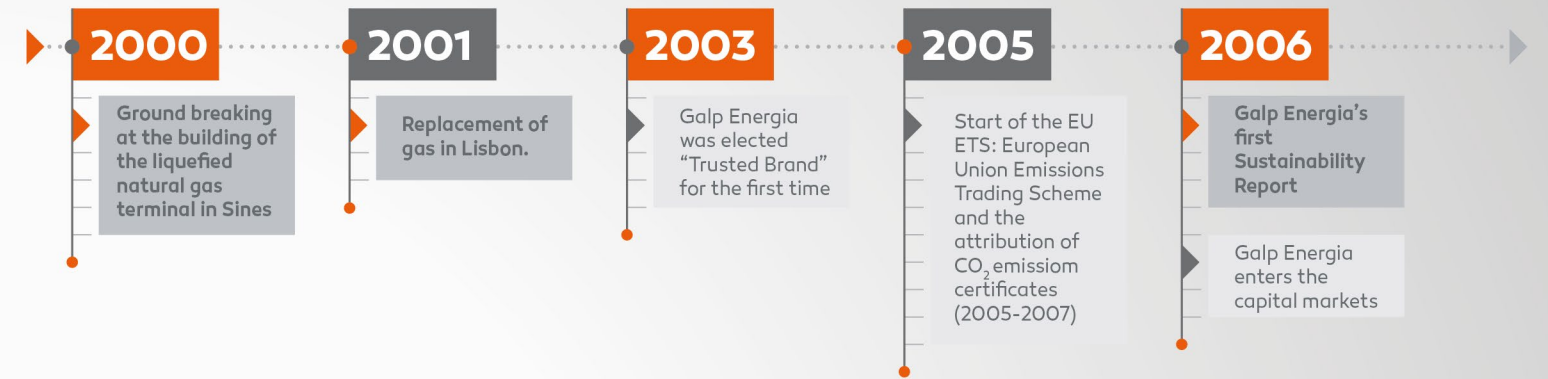 2000
Ground breaking
at the building of
the liquefied
natural gas
terminal in Sines
2001
Replacement of
gas in Lisbon.
2003
Galp Energia
was elected
“Trusted Brand”
for the first time
2005
Start of the EU
ETS: European
Union Emissions
Trading Scheme
and the
attribution of
CO₂ emissiom
certificates
(2005-2007)
2006
Galp Energia’s
first
Sustainability
Report
Galp Energia
enters the
capital markets